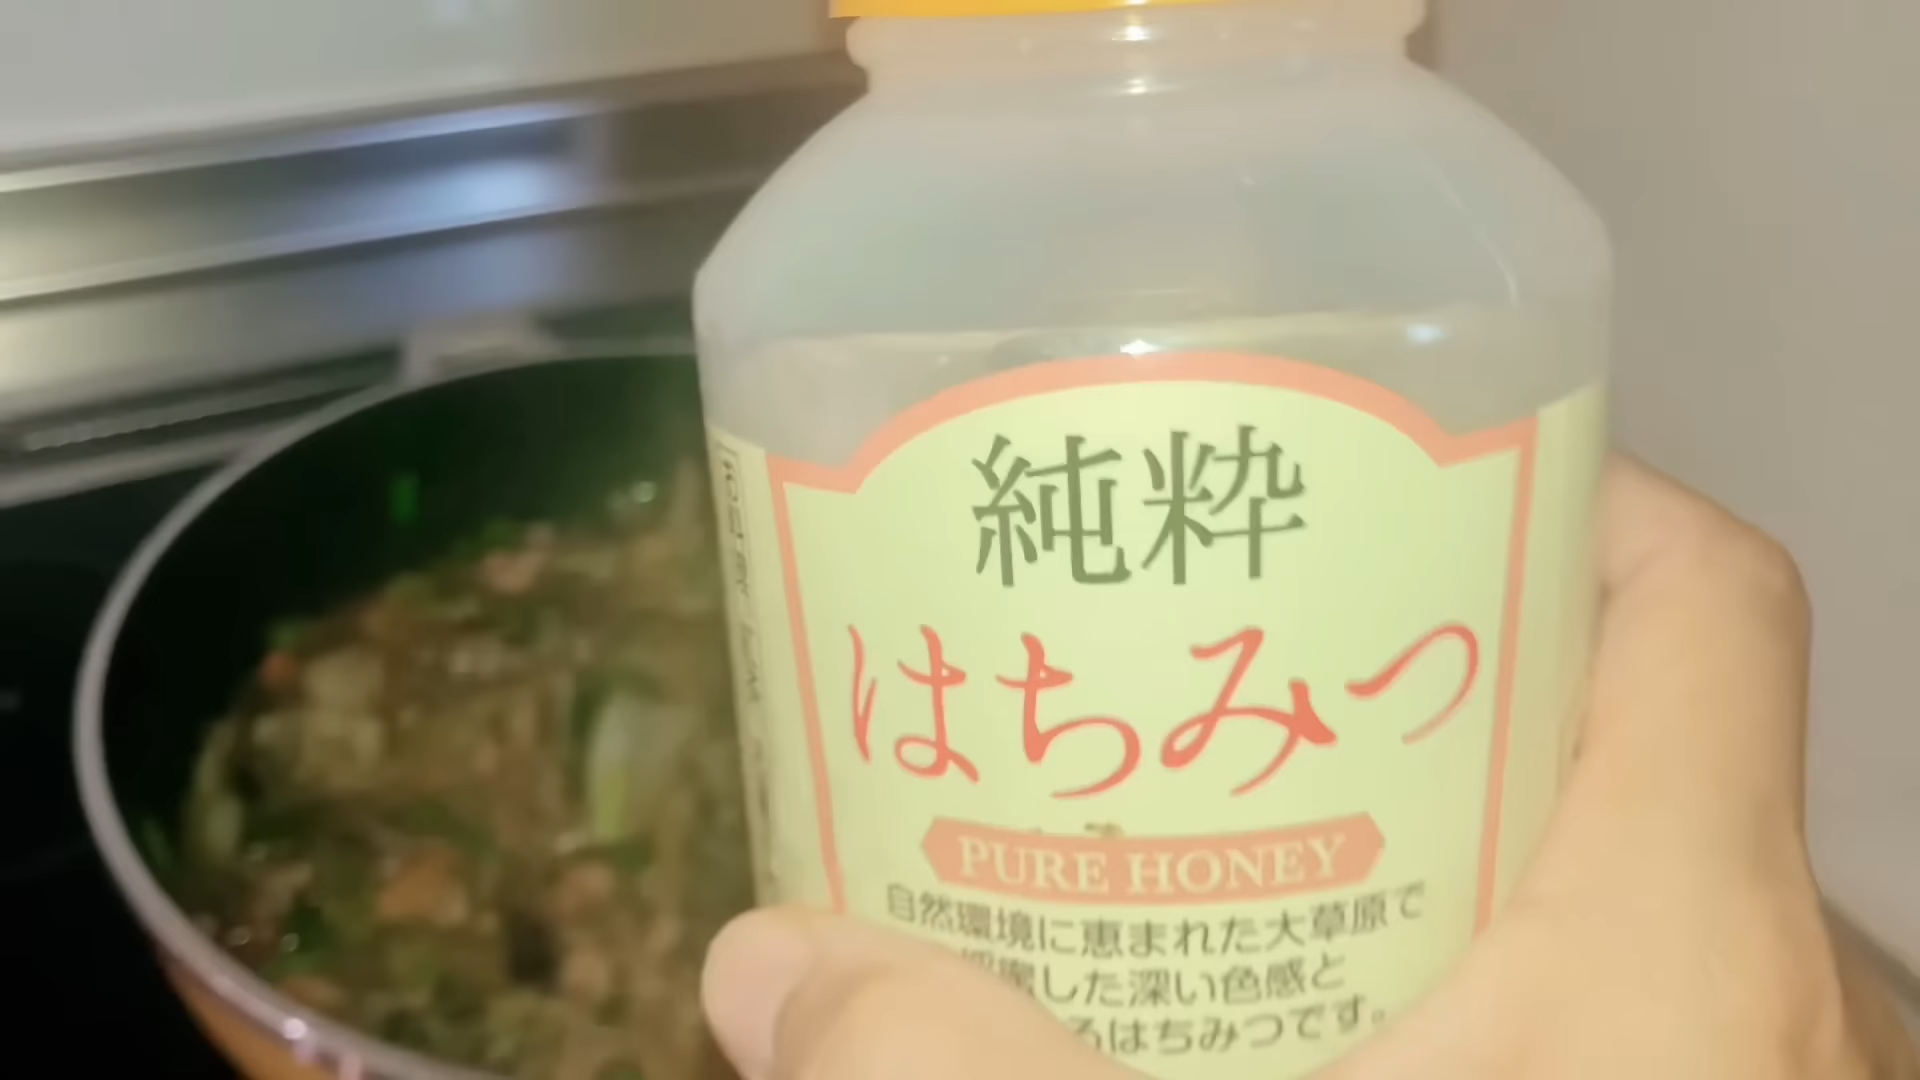 純粋
はちみつ
PURE HONEY
自然環境に恵まれた大草原で
した深い色感と
るはちみつです。